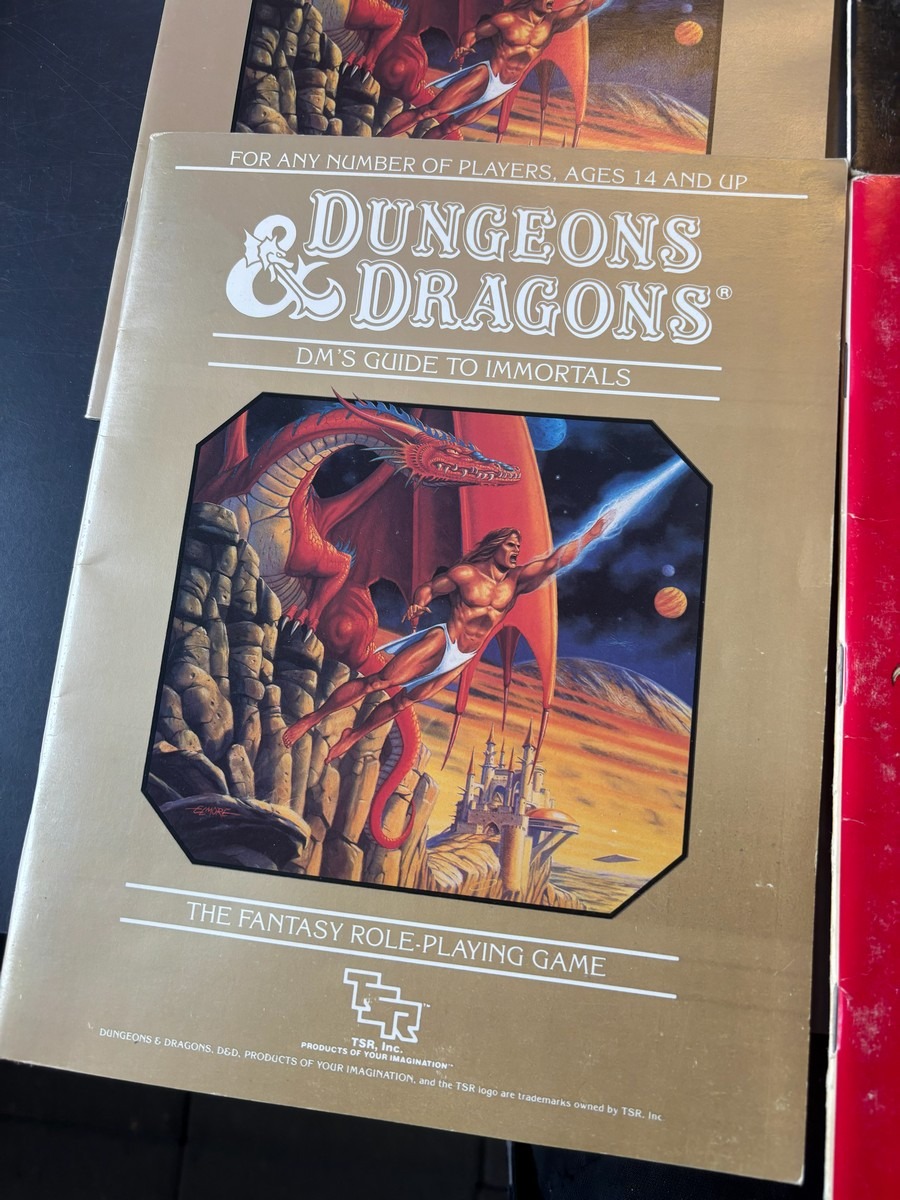 FOR ANY NUMBER OF PLAYERS, AGES 14 AND UP
DUNGEONS
& DRAGONS®
DM'S GUIDE TO IMMORTALS
ELMORE
THE FANTASY ROLE-PLAYING GAME
TSR™
TSR, Inc.
PRODUCTS OF YOUR IMAGINATION™
DUNGEONS & DRAGONS, D&D, PRODUCTS OF YOUR IMAGINATION, and the TSR logo are trademarks owned by TSR, Inc